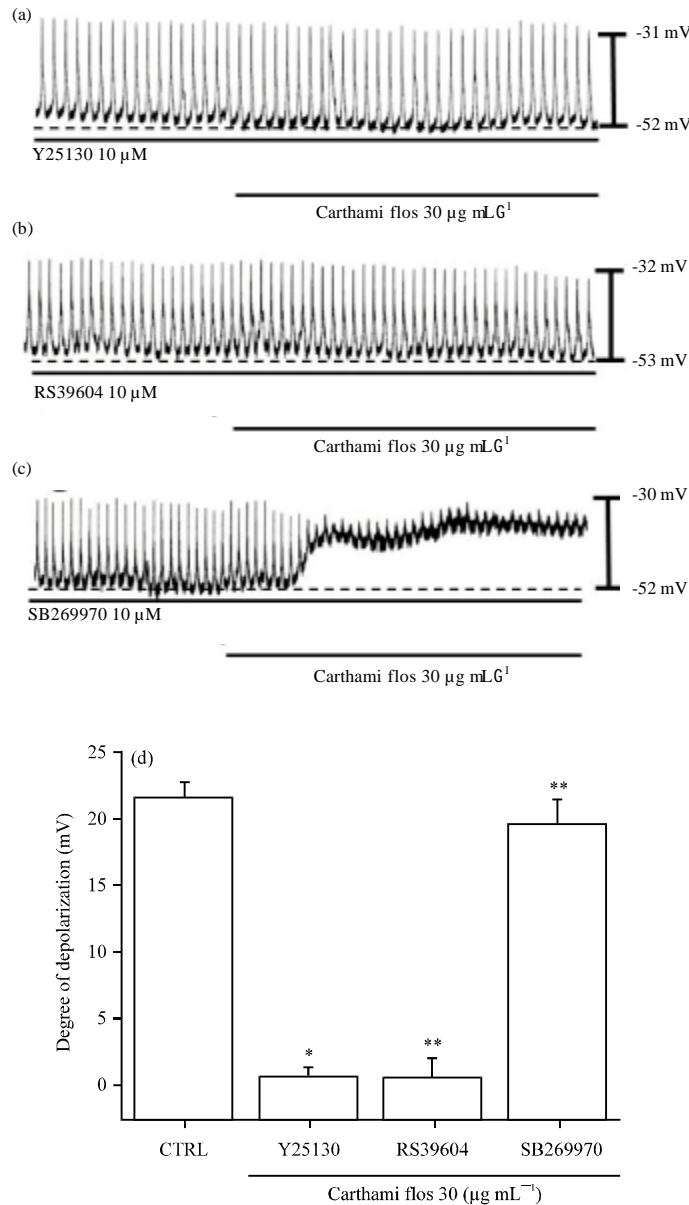 (a)
-31 mV
-52 mV
Y25130 10 µM
Carthami flos 30 µg mLG¹
(b)
-32 mV
-53 mV
RS39604 10 µM
Carthami flos 30 µg mLG¹
(c)
-30 mV
-52 mV
SB269970 10 µM
Carthami flos 30 µg mLG¹
(d)
Degree of depolarization (mV)
25
20
15
10
5
0
*
**
**
CTRL Y25130 RS39604 SB269970
Carthami flos 30 (µg mL⁻¹)